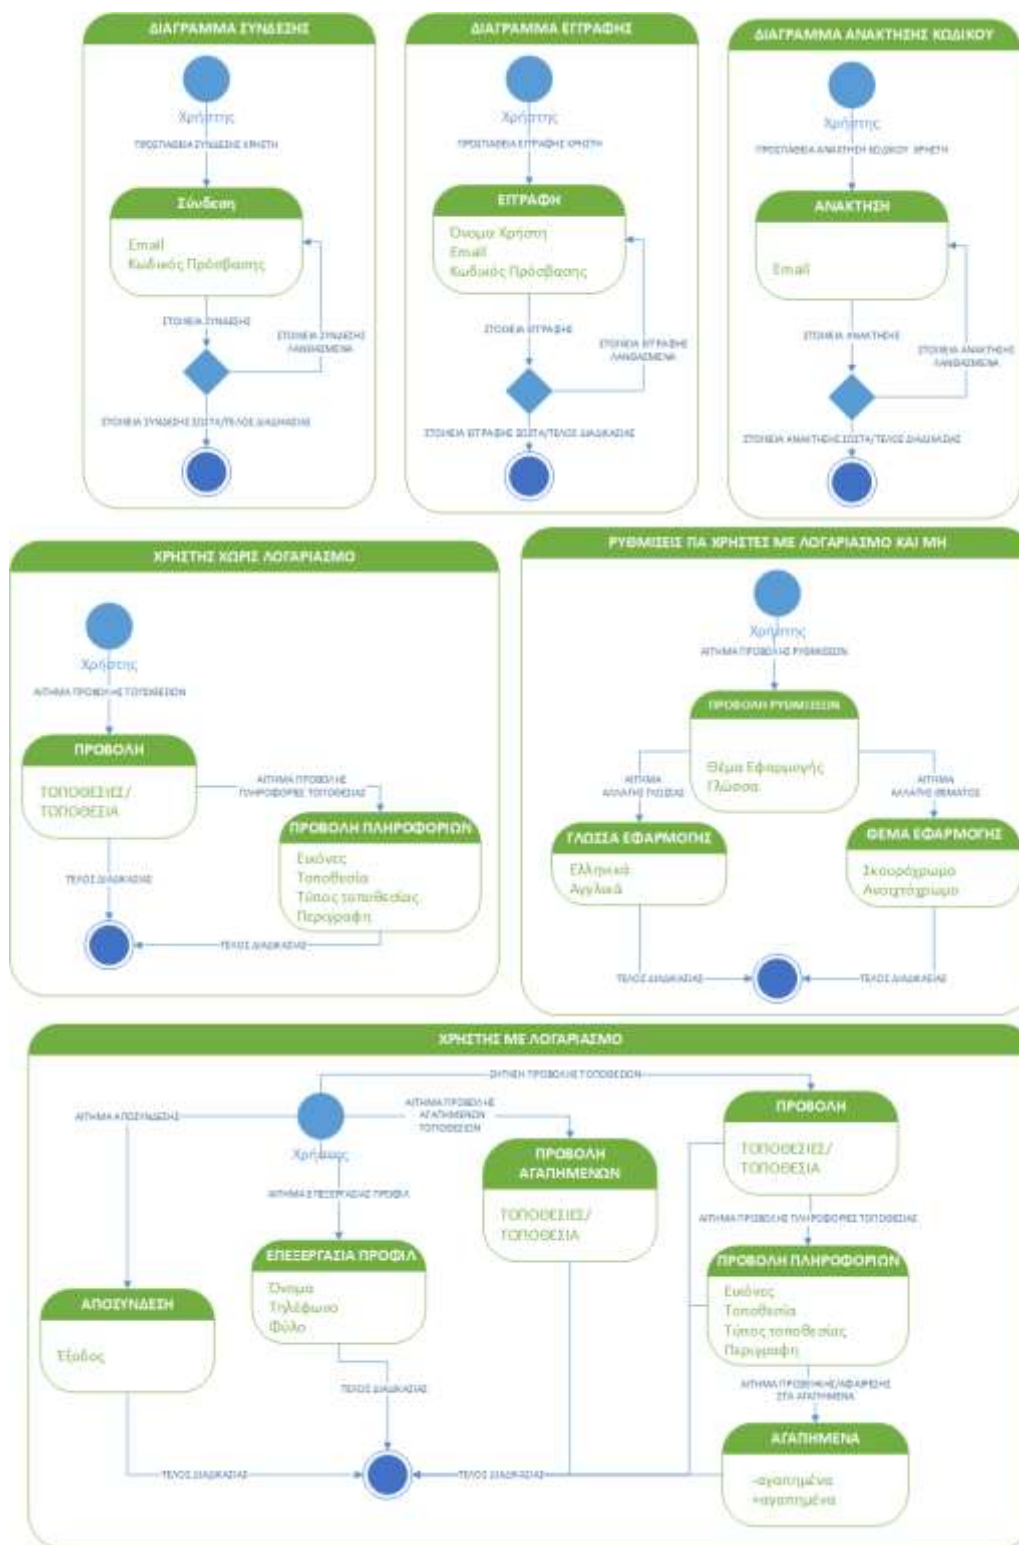 ΔΙΑΓΡΑΜΜΑ ΣΥΝΔΕΣΗΣ
Χρήστης
ΠΡΟΣΠΑΘΕΙΑ ΣΥΝΔΕΣΗΣ ΧΡΗΣΤΗ
Σύνδεση
Email
Κωδικός Πρόσβασης
ΣΤΟΙΧΕΙΑ ΣΥΝΔΕΣΗΣ
ΣΤΟΙΧΕΙΑ ΣΥΝΔΕΣΗΣ
ΛΑΝΘΑΣΜΕΝΑ
ΣΤΟΙΧΕΙΑ ΣΥΝΔΕΣΗΣ ΣΩΣΤΑ/ΤΕΛΟΣ ΔΙΑΔΙΚΑΣΙΑΣ
ΔΙΑΓΡΑΜΜΑ ΕΓΓΡΑΦΗΣ
Χρήστης
ΠΡΟΣΠΑΘΕΙΑ ΕΓΓΡΑΦΗΣ ΧΡΗΣΤΗ
ΕΓΓΡΑΦΗ
Όνομα Χρήστη
Email
Κωδικός Πρόσβασης
ΣΤΟΙΧΕΙΑ ΕΓΓΡΑΦΗΣ
ΣΤΟΙΧΕΙΑ ΕΓΓΡΑΦΗΣ
ΛΑΝΘΑΣΜΕΝΑ
ΣΤΟΙΧΕΙΑ ΕΓΓΡΑΦΗΣ ΣΩΣΤΑ/ΤΕΛΟΣ ΔΙΑΔΙΚΑΣΙΑΣ
ΔΙΑΓΡΑΜΜΑ ΑΝΑΚΤΗΣΗΣ ΚΩΔΙΚΟΥ
Χρήστης
ΠΡΟΣΠΑΘΕΙΑ ΑΝΑΚΤΗΣΗ ΚΩΔΙΚΟΥ ΧΡΗΣΤΗ
ΑΝΑΚΤΗΣΗ
Email
ΣΤΟΙΧΕΙΑ ΑΝΑΚΤΗΣΗΣ
ΣΤΟΙΧΕΙΑ ΑΝΑΚΤΗΣΗΣ
ΛΑΝΘΑΣΜΕΝΑ
ΣΤΟΙΧΕΙΑ ΑΝΑΚΤΗΣΗΣ ΣΩΣΤΑ/ΤΕΛΟΣ ΔΙΑΔΙΚΑΣΙΑΣ
ΧΡΗΣΤΗΣ ΧΩΡΙΣ ΛΟΓΑΡΙΑΣΜΟ
Χρήστης
ΑΙΤΗΜΑ ΠΡΟΒΟΛΗΣ ΤΟΠΟΘΕΣΙΩΝ
ΠΡΟΒΟΛΗ
ΤΟΠΟΘΕΣΙΕΣ/
ΤΟΠΟΘΕΣΙΑ
ΑΙΤΗΜΑ ΠΡΟΒΟΛΗΣ
ΠΛΗΡΟΦΟΡΙΕΣ ΤΟΠΟΘΕΣΙΑΣ
ΠΡΟΒΟΛΗ ΠΛΗΡΟΦΟΡΙΩΝ
Εικόνες
Τοποθεσία
Τύπος τοποθεσίας
Περιγραφη
ΤΕΛΟΣ ΔΙΑΔΙΚΑΣΙΑΣ
ΤΕΛΟΣ ΔΙΑΔΙΚΑΣΙΑΣ
ΡΥΘΜΙΣΕΙΣ ΓΙΑ ΧΡΗΣΤΕΣ ΜΕ ΛΟΓΑΡΙΑΣΜΟ ΚΑΙ ΜΗ
Χρήστης
ΑΙΤΗΜΑ ΠΡΟΒΟΛΗΣ ΡΥΘΜΙΣΕΩΝ
ΠΡΟΒΟΛΗ ΡΥΘΜΙΣΕΩΝ
Θέμα Εφαρμογής
Γλώσσα
ΑΙΤΗΜΑ
ΑΛΛΑΓΗΣ ΓΛΩΣΣΑΣ
ΑΙΤΗΜΑ
ΑΛΛΑΓΗΣ ΘΕΜΑΤΟΣ
ΓΛΩΣΣΑ ΕΦΑΡΜΟΓΗΣ
Ελληνικά
Αγγλικά
ΘΕΜΑ ΕΦΑΡΜΟΓΗΣ
Σκουρόχρωμο
Ανοιχτόχρωμο
ΤΕΛΟΣ ΔΙΑΔΙΚΑΣΙΑΣ
ΤΕΛΟΣ ΔΙΑΔΙΚΑΣΙΑΣ
ΧΡΗΣΤΗΣ ΜΕ ΛΟΓΑΡΙΑΣΜΟ
ΖΗΤΗΣΗ ΠΡΟΒΟΛΗΣ ΤΟΠΟΘΕΣΙΩΝ
ΑΙΤΗΜΑ ΑΠΟΣΥΝΔΕΣΗΣ
Χρήστης
ΑΙΤΗΜΑ ΠΡΟΒΟΛΗΣ
ΑΓΑΠΗΜΕΝΩΝ
ΤΟΠΟΘΕΣΙΩΝ
ΠΡΟΒΟΛΗ
ΤΟΠΟΘΕΣΙΕΣ/
ΤΟΠΟΘΕΣΙΑ
ΠΡΟΒΟΛΗ
ΑΓΑΠΗΜΕΝΩΝ
ΤΟΠΟΘΕΣΙΕΣ/
ΤΟΠΟΘΕΣΙΑ
ΑΙΤΗΜΑ ΕΠΕΞΕΡΓΑΣΙΑΣ ΠΡΟΦΙΛ
ΑΙΤΗΜΑ ΠΡΟΒΟΛΗΣ ΠΛΗΡΟΦΟΡΙΕΣ ΤΟΠΟΘΕΣΙΑΣ
ΕΠΕΞΕΡΓΑΣΙΑ ΠΡΟΦΙΛ
Όνομα
Τηλέφωνο
Φύλο
ΠΡΟΒΟΛΗ ΠΛΗΡΟΦΟΡΙΩΝ
Εικόνες
Τοποθεσία
Τύπος τοποθεσίας
Περιγραφη
ΑΠΟΣΥΝΔΕΣΗ
Έξοδος
ΤΕΛΟΣ ΔΙΑΔΙΚΑΣΙΑΣ
ΑΙΤΗΜΑ ΠΡΟΣΘΗΚΗΣ/ΑΦΑΙΡΕΣΗΣ
ΣΤΑ ΑΓΑΠΗΜΕΝΑ
ΑΓΑΠΗΜΕΝΑ
-αγαπημένα
+αγαπημένα
ΤΕΛΟΣ ΔΙΑΔΙΚΑΣΙΑΣ
ΤΕΛΟΣ ΔΙΑΔΙΚΑΣΙΑΣ